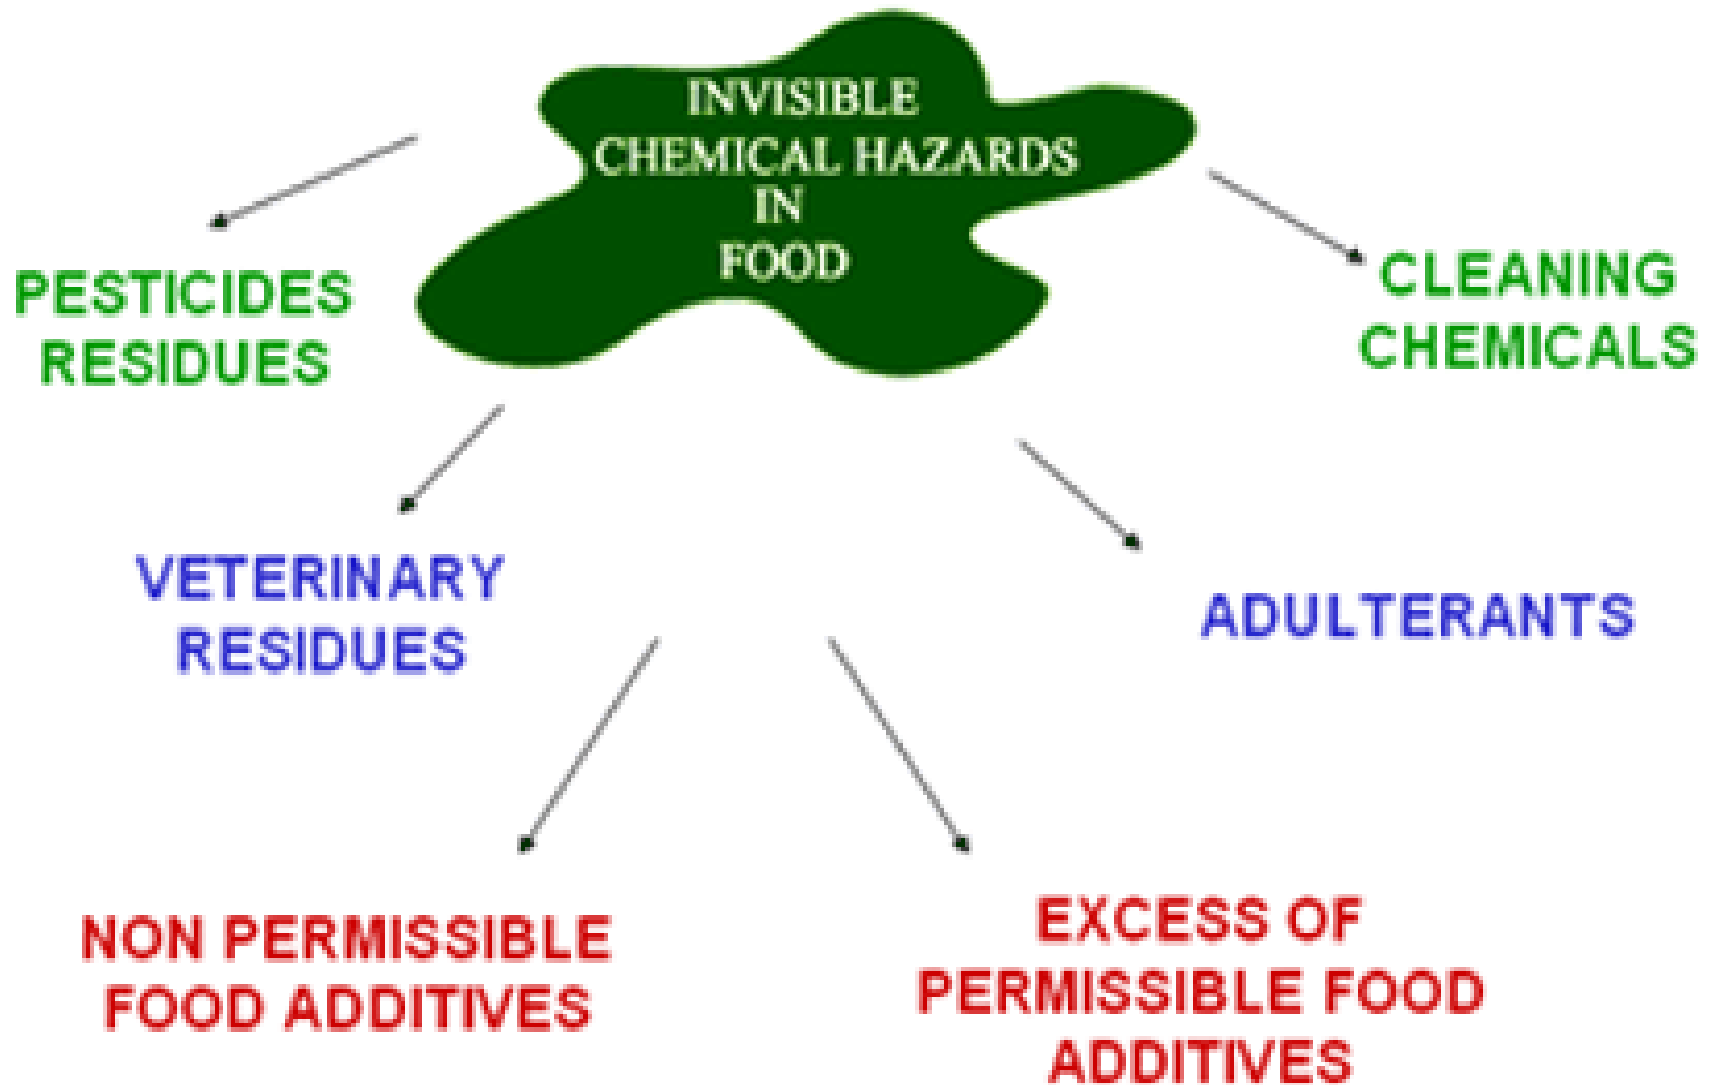 INVISIBLE
CHEMICAL HAZARDS
IN
FOOD
PESTICIDES
RESIDUES
CLEANING
CHEMICALS
VETERINARY
RESIDUES
ADULTERANTS
NON PERMISSIBLE
FOOD ADDITIVES
EXCESS OF
PERMISSIBLE FOOD
ADDITIVES